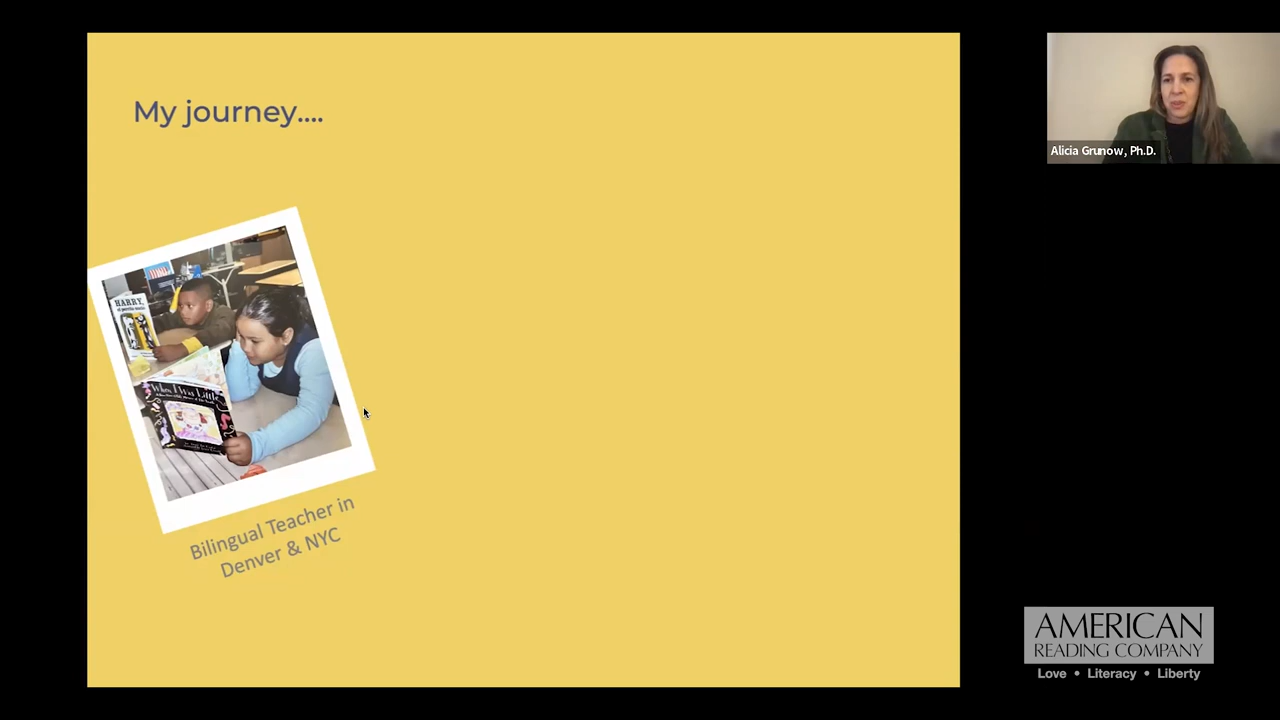 My journey....
Alicia Grunow, Ph.D.
HARRY,
When I Was Little
Bilingual Teacher in
Denver & NYC
AMERICAN
READING COMPANY
Love • Literacy • Liberty